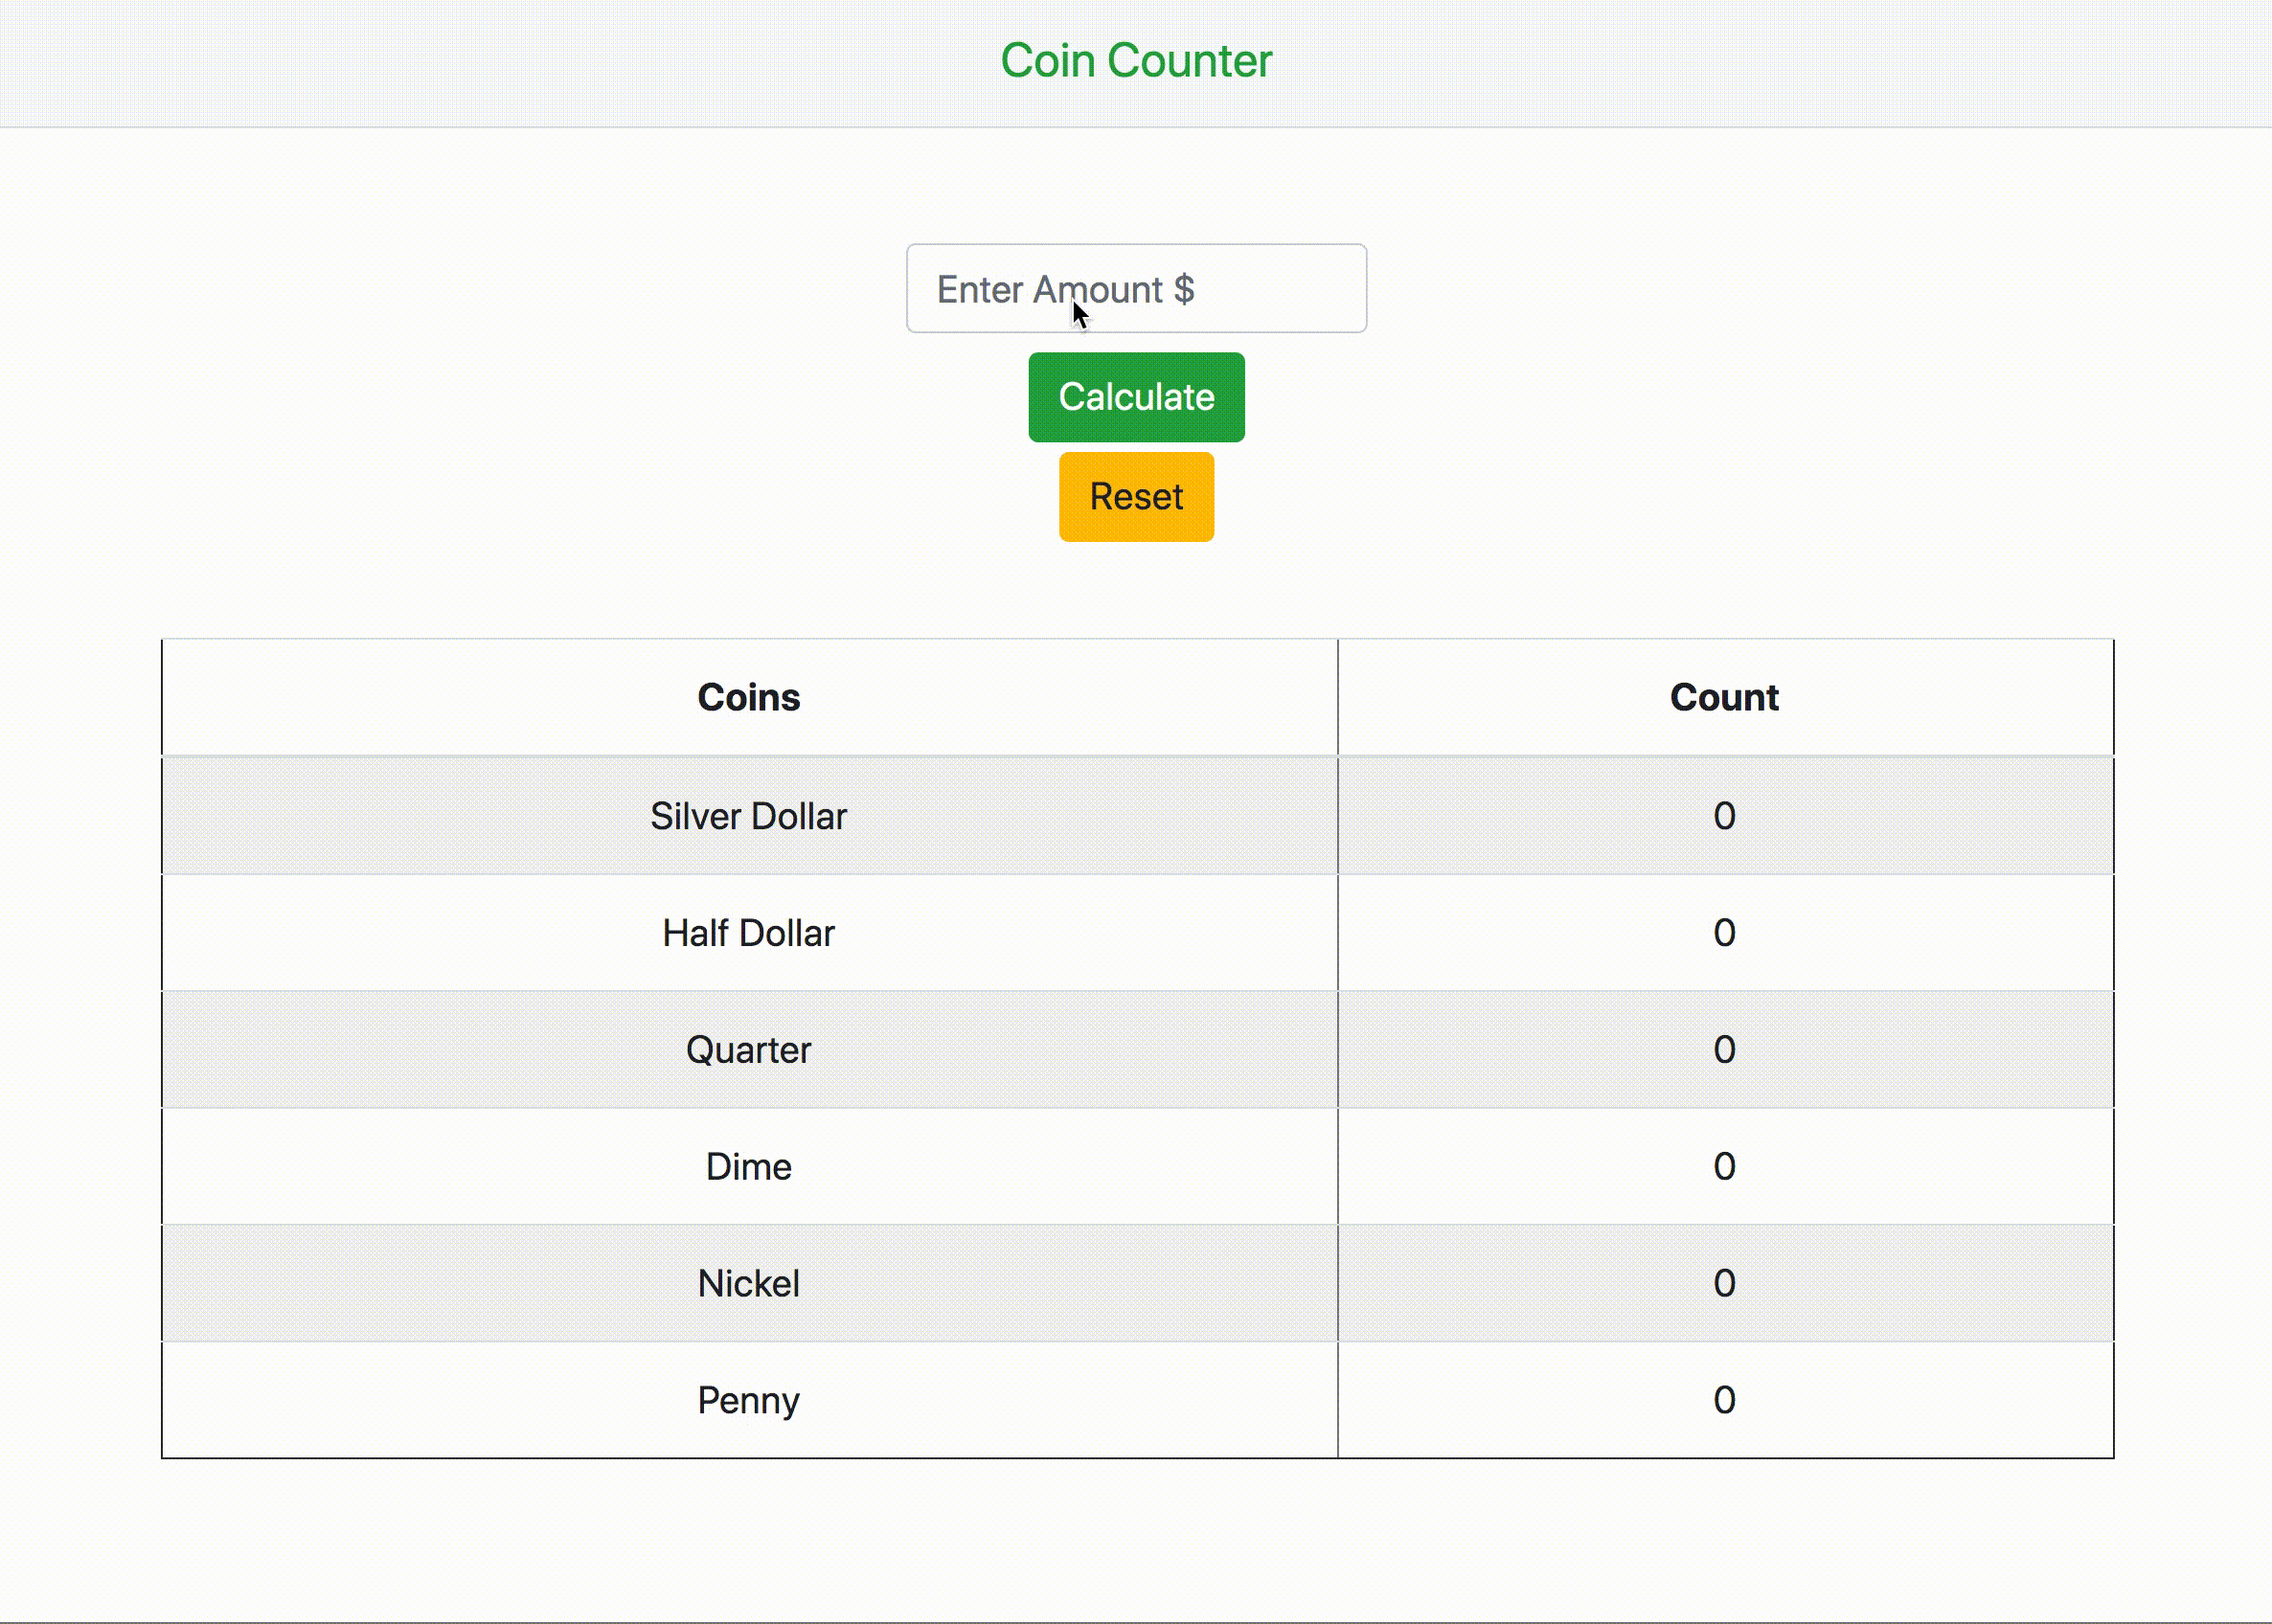 Coin Counter
Enter Amount $
Calculate
Reset
Coins Count
Silver Dollar 0
Half Dollar 0
Quarter 0
Dime 0
Nickel 0
Penny 0